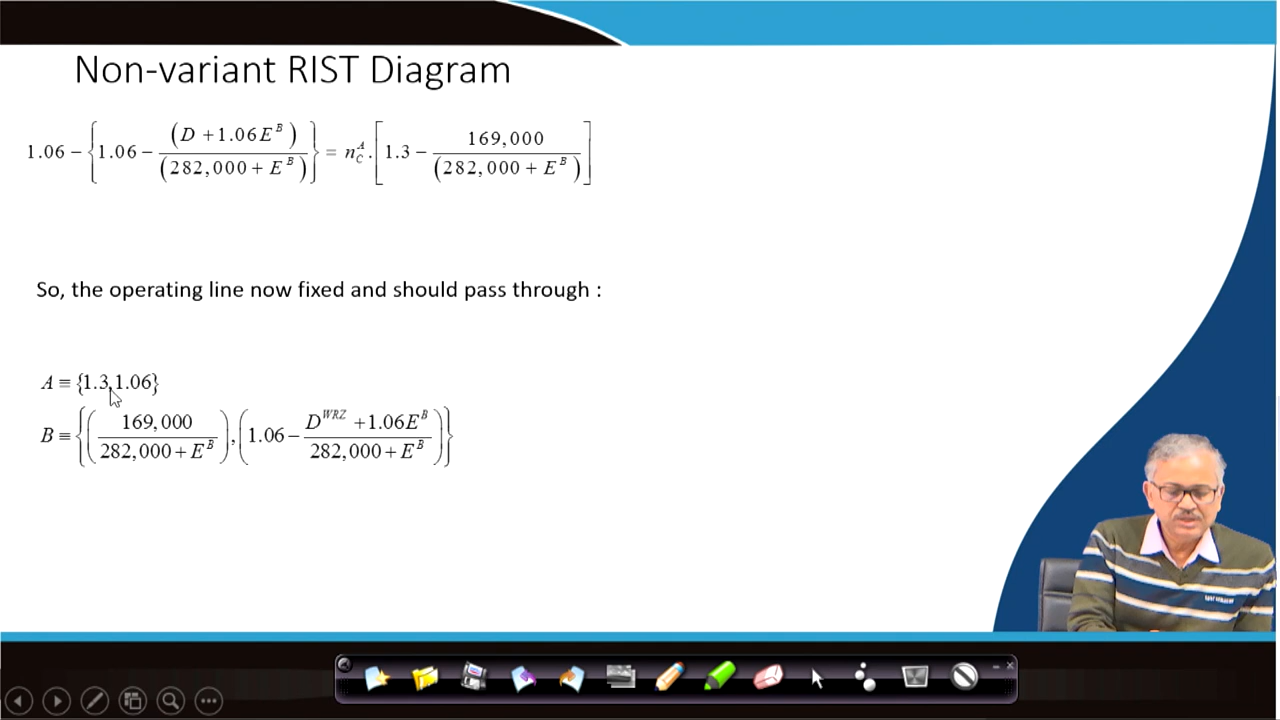 Non-variant RIST Diagram
1.06 − { 1.06 − (D + 1.06E^B) / (282,000 + E^B) } = n_C^A . [ 1.3 − 169,000 / (282,000 + E^B) ]
So, the operating line now fixed and should pass through :
A ≡ {1.3,1.06}
B ≡ { ( 169,000 / 282,000 + E^B ) , ( 1.06 − D^WRZ + 1.06E^B / 282,000 + E^B ) }